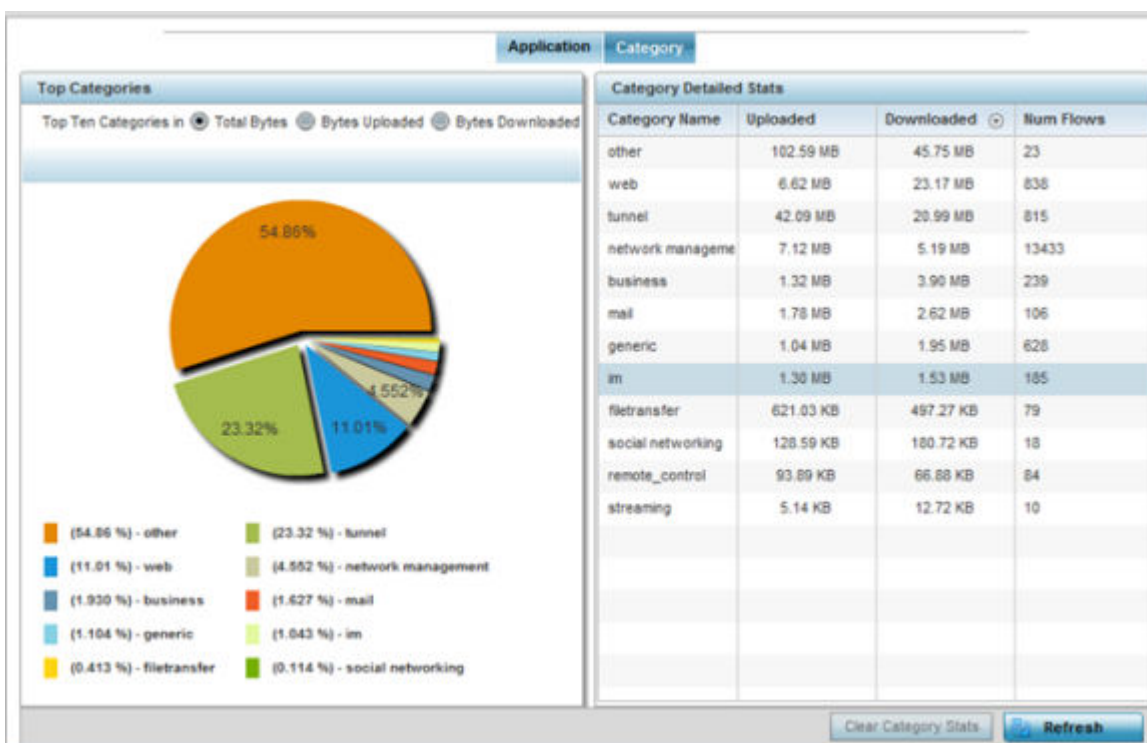 Application Category
Top Categories
Top Ten Categories in Total Bytes Bytes Uploaded Bytes Downloaded
54.86%
4.552%
23.32%
11.01%
(54.86 %) - other
(23.32 %) - tunnel
(11.01 %) - web
(4.552 %) - network management
(1.930 %) - business
(1.627 %) - mail
(1.104 %) - generic
(1.043 %) - im
(0.413 %) - filetransfer
(0.114 %) - social networking
Category Detailed Stats
Category Name Uploaded Downloaded Num Flows
other 102.59 MB 45.75 MB 23
web 6.62 MB 23.17 MB 838
tunnel 42.09 MB 20.99 MB 815
network manageme 7.12 MB 5.19 MB 13433
business 1.32 MB 3.90 MB 239
mail 1.78 MB 2.62 MB 106
generic 1.04 MB 1.95 MB 628
im 1.30 MB 1.53 MB 185
filetransfer 621.03 KB 497.27 KB 79
social networking 128.59 KB 180.72 KB 18
remote_control 93.89 KB 66.88 KB 84
streaming 5.14 KB 12.72 KB 10
Clear Category Stats Refresh